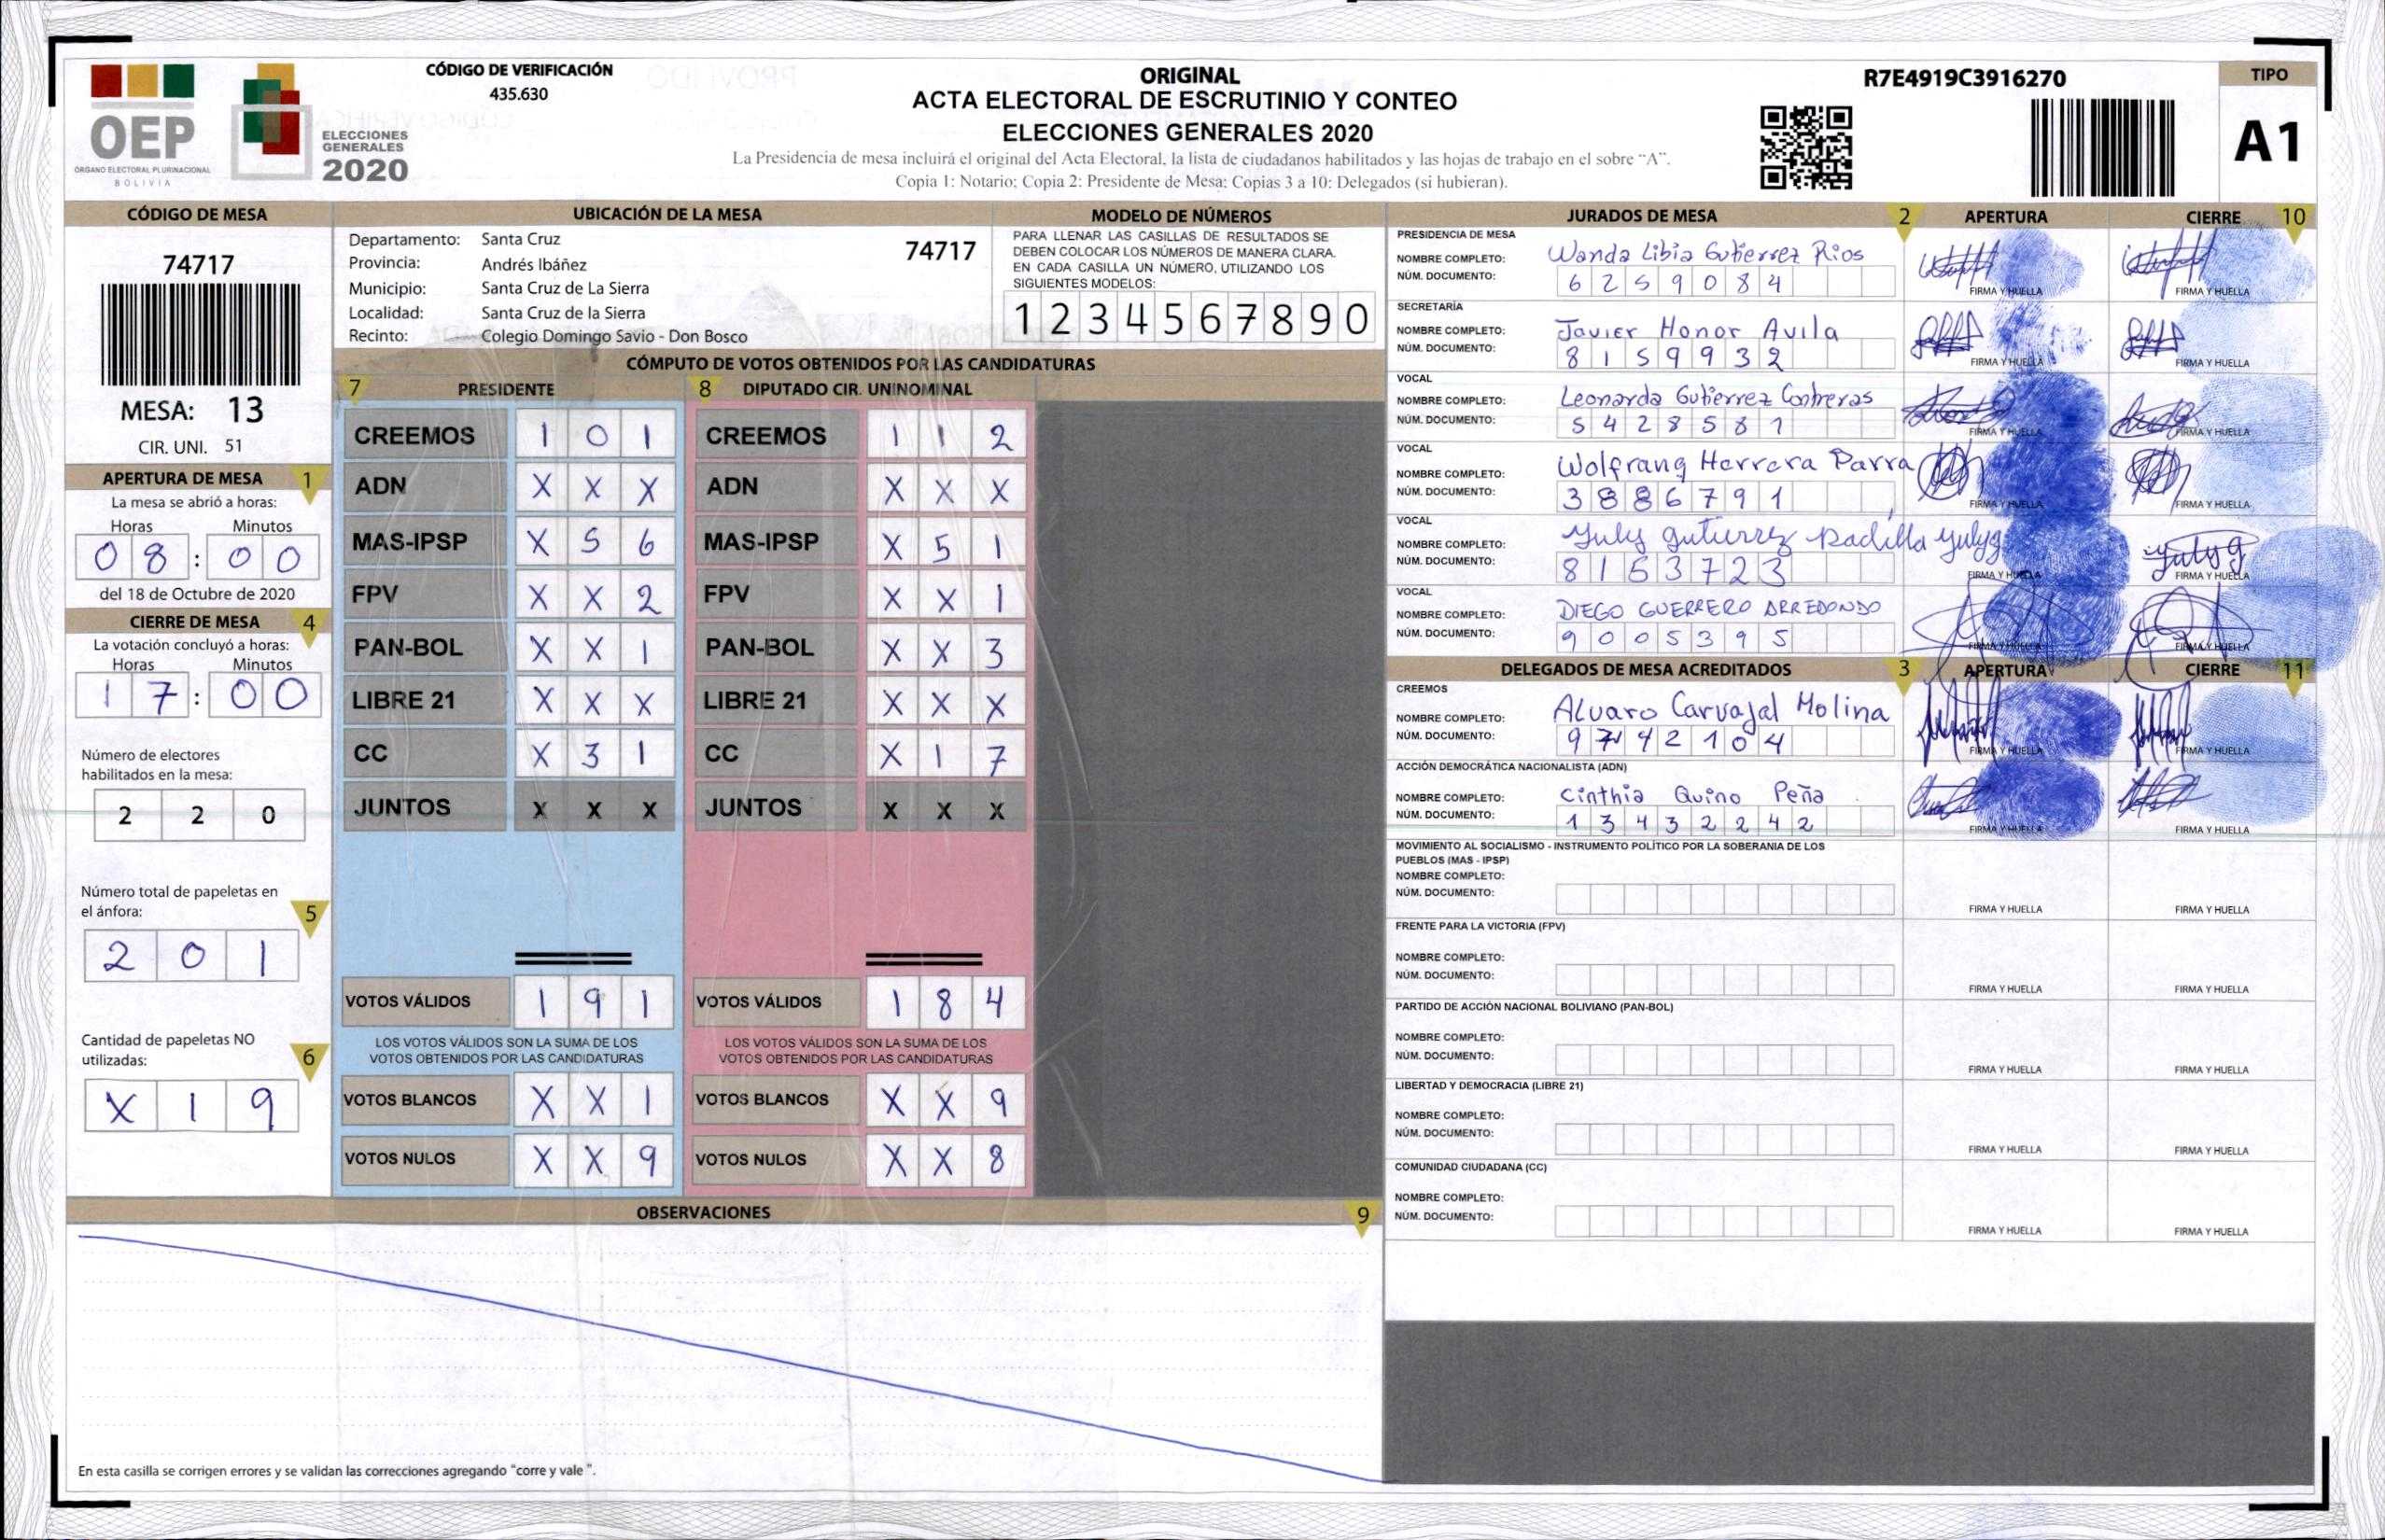 CÓDIGO DE VERIFICACIÓN
435.630
OEP
ÓRGANO ELECTORAL PLURINACIONAL
BOLIVIA
ELECCIONES
GENERALES
2020
ORIGINAL
ACTA ELECTORAL DE ESCRUTINIO Y CONTEO
ELECCIONES GENERALES 2020
La Presidencia de mesa incluirá el original del Acta Electoral, la lista de ciudadanos habilitados y las hojas de trabajo en el sobre "A".
Copia 1: Notario; Copia 2: Presidente de Mesa; Copias 3 a 10: Delegados (si hubieran).
R7E4919C3916270
TIPO
A1
CÓDIGO DE MESA
74717
MESA: 13
CIR. UNI. 51
APERTURA DE MESA 1
La mesa se abrió a horas:
Horas Minutos
0 8 : 0 0
del 18 de Octubre de 2020
CIERRE DE MESA 4
La votación concluyó a horas:
Horas Minutos
1 7 : 0 0
Número de electores
habilitados en la mesa:
2 2 0
Número total de papeletas en
el ánfora: 5
2 0 1
Cantidad de papeletas NO
utilizadas: 6
X 1 9
UBICACIÓN DE LA MESA
Departamento: Santa Cruz
74717
Provincia: Andrés Ibáñez
Municipio: Santa Cruz de La Sierra
Localidad: Santa Cruz de la Sierra
Recinto: Colegio Domingo Savio - Don Bosco
MODELO DE NÚMEROS
PARA LLENAR LAS CASILLAS DE RESULTADOS SE
DEBEN COLOCAR LOS NÚMEROS DE MANERA CLARA.
EN CADA CASILLA UN NÚMERO, UTILIZANDO LOS
SIGUIENTES MODELOS:
1 2 3 4 5 6 7 8 9 0
CÓMPUTO DE VOTOS OBTENIDOS POR LAS CANDIDATURAS
7 PRESIDENTE 8 DIPUTADO CIR. UNINOMINAL
CREEMOS 1 0 1 CREEMOS 1 1 2
ADN X X X ADN X X X
MAS-IPSP X 5 6 MAS-IPSP X 5 1
FPV X X 2 FPV X X 1
PAN-BOL X X 1 PAN-BOL X X 3
LIBRE 21 X X X LIBRE 21 X X X
CC X 3 1 CC X 1 7
JUNTOS X X X JUNTOS X X X
VOTOS VÁLIDOS 1 9 1 VOTOS VÁLIDOS 1 8 4
LOS VOTOS VÁLIDOS SON LA SUMA DE LOS LOS VOTOS VÁLIDOS SON LA SUMA DE LOS
VOTOS OBTENIDOS POR LAS CANDIDATURAS VOTOS OBTENIDOS POR LAS CANDIDATURAS
VOTOS BLANCOS X X 1 VOTOS BLANCOS X X 9
VOTOS NULOS X X 9 VOTOS NULOS X X 8
OBSERVACIONES 9
En esta casilla se corrigen errores y se validan las correcciones agregando "corre y vale ".
JURADOS DE MESA 2 APERTURA CIERRE 10
PRESIDENCIA DE MESA
NOMBRE COMPLETO: Wanda Libia Gutierrez Rios
NÚM. DOCUMENTO: 6 2 5 9 0 8 4
FIRMA Y HUELLA FIRMA Y HUELLA
SECRETARÍA
NOMBRE COMPLETO: Javier Honor Avila
NÚM. DOCUMENTO: 8 1 5 9 9 3 2
FIRMA Y HUELLA FIRMA Y HUELLA
VOCAL
NOMBRE COMPLETO: Leonarda Gutierrez Contreras
NÚM. DOCUMENTO: 5 4 2 8 5 8 1
FIRMA Y HUELLA FIRMA Y HUELLA
VOCAL
NOMBRE COMPLETO: Wolfrang Herrera Parra
NÚM. DOCUMENTO: 3 8 8 6 7 9 1
FIRMA Y HUELLA FIRMA Y HUELLA
VOCAL
NOMBRE COMPLETO: Yuly gutierrez padilla yulyg yulyg
NÚM. DOCUMENTO: 8 1 5 3 7 2 3
FIRMA Y HUELLA FIRMA Y HUELLA
VOCAL
NOMBRE COMPLETO: DIEGO GUERRERO ARREDONDO
NÚM. DOCUMENTO: 9 0 0 5 3 9 5
FIRMA Y HUELLA FIRMA Y HUELLA
DELEGADOS DE MESA ACREDITADOS 3 APERTURA CIERRE 11
CREEMOS
NOMBRE COMPLETO: Alvaro Carvajal Molina
NÚM. DOCUMENTO: 9 7 4 2 1 0 4
FIRMA Y HUELLA FIRMA Y HUELLA
ACCIÓN DEMOCRÁTICA NACIONALISTA (ADN)
NOMBRE COMPLETO: Cinthia Quino Peña
NÚM. DOCUMENTO: 1 3 4 3 2 2 4 2
FIRMA Y HUELLA FIRMA Y HUELLA
MOVIMIENTO AL SOCIALISMO - INSTRUMENTO POLÍTICO POR LA SOBERANIA DE LOS
PUEBLOS (MAS - IPSP)
NOMBRE COMPLETO:
NÚM. DOCUMENTO:
FIRMA Y HUELLA FIRMA Y HUELLA
FRENTE PARA LA VICTORIA (FPV)
NOMBRE COMPLETO:
NÚM. DOCUMENTO:
FIRMA Y HUELLA FIRMA Y HUELLA
PARTIDO DE ACCIÓN NACIONAL BOLIVIANO (PAN-BOL)
NOMBRE COMPLETO:
NÚM. DOCUMENTO:
FIRMA Y HUELLA FIRMA Y HUELLA
LIBERTAD Y DEMOCRACIA (LIBRE 21)
NOMBRE COMPLETO:
NÚM. DOCUMENTO:
FIRMA Y HUELLA FIRMA Y HUELLA
COMUNIDAD CIUDADANA (CC)
NOMBRE COMPLETO:
NÚM. DOCUMENTO:
FIRMA Y HUELLA FIRMA Y HUELLA